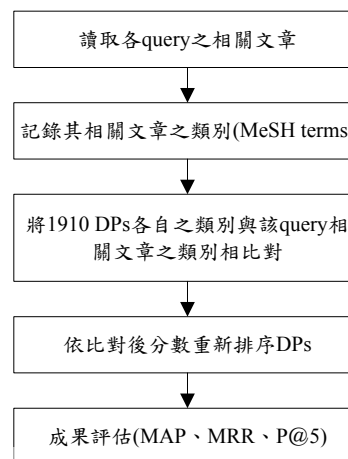 讀取各query之相關文章
記錄其相關文章之類別(MeSH terms
將1910 DPs各自之類別與該query相
關文章之類別相比對
依比對後分數重新排序DPs
成果評估(MAP、MRR、P@5)